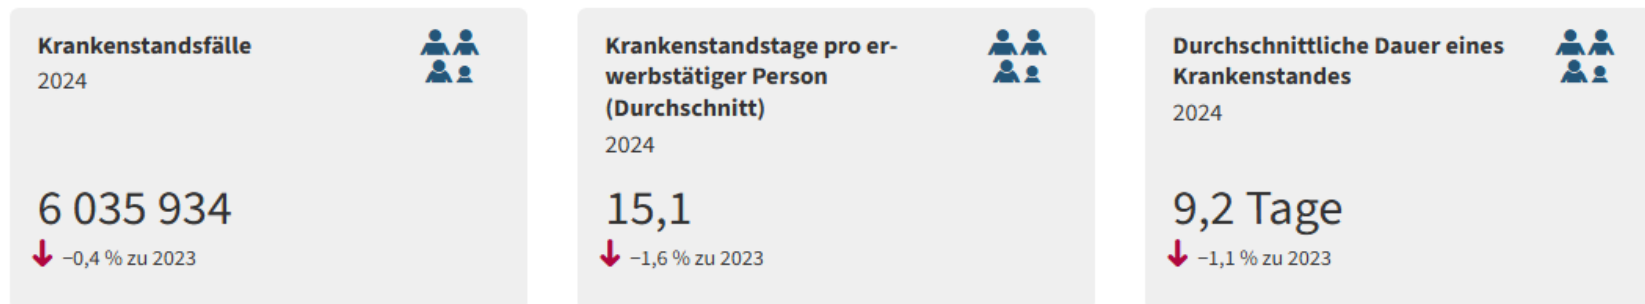 Krankenstandsfälle
2024
6 035 934
−0,4 % zu 2023
Krankenstandstage pro er-
werbstätiger Person
(Durchschnitt)
2024
15,1
−1,6 % zu 2023
Durchschnittliche Dauer eines
Krankenstandes
2024
9,2 Tage
−1,1 % zu 2023